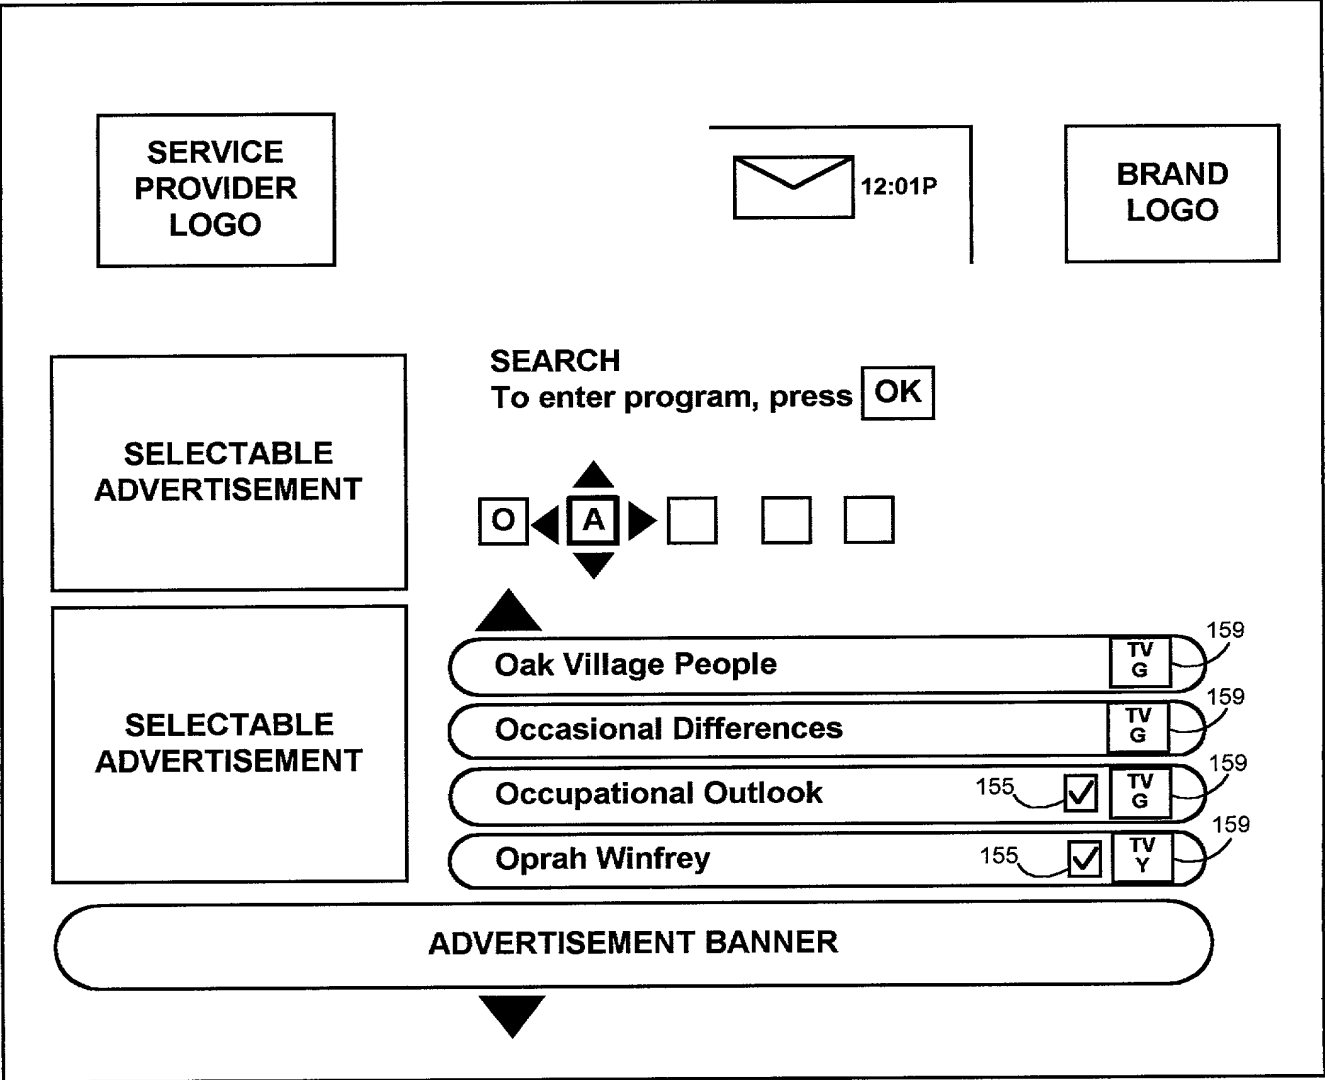 SERVICE
PROVIDER
LOGO
12:01P
BRAND
LOGO
SEARCH
To enter program, press OK
SELECTABLE
ADVERTISEMENT
O A
SELECTABLE
ADVERTISEMENT
159
Oak Village People TV G
159
Occasional Differences TV G
159
Occupational Outlook 155 TV G
159
Oprah Winfrey 155 TV Y
ADVERTISEMENT BANNER